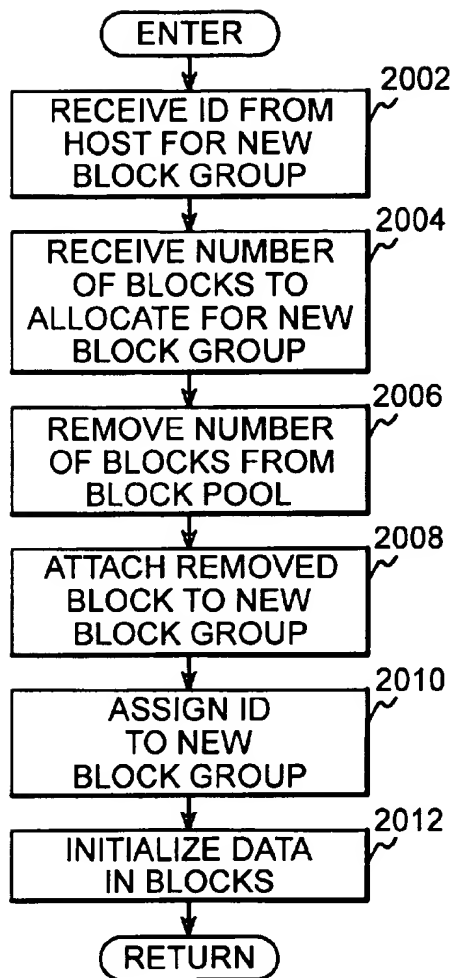 ENTER
2002
RECEIVE ID FROM
HOST FOR NEW
BLOCK GROUP
2004
RECEIVE NUMBER
OF BLOCKS TO
ALLOCATE FOR NEW
BLOCK GROUP
2006
REMOVE NUMBER
OF BLOCKS FROM
BLOCK POOL
2008
ATTACH REMOVED
BLOCK TO NEW
BLOCK GROUP
2010
ASSIGN ID
TO NEW
BLOCK GROUP
2012
INITIALIZE DATA
IN BLOCKS
RETURN